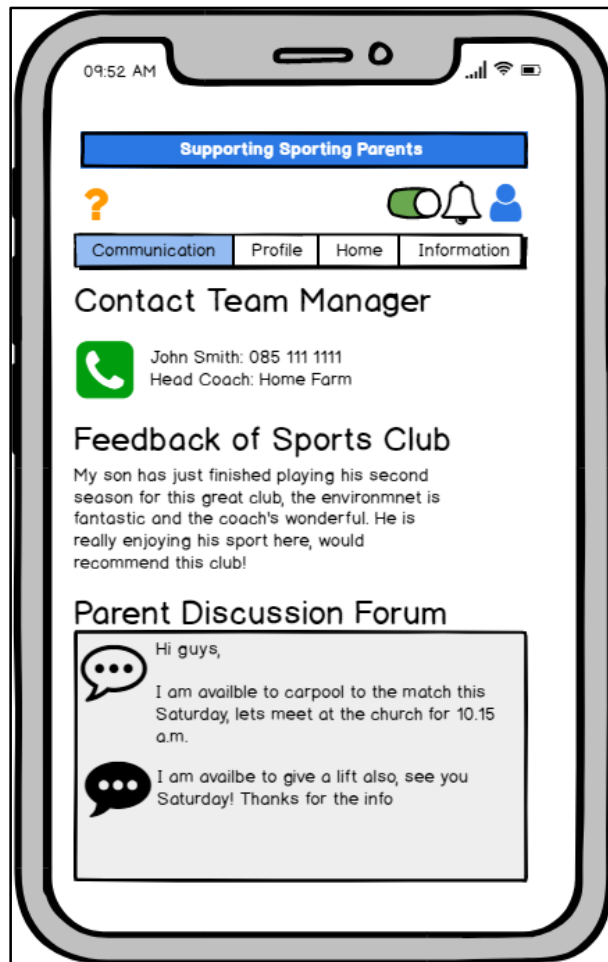 09:52 AM
Supporting Sporting Parents
?
Communication Profile Home Information
Contact Team Manager
John Smith: 085 111 1111
Head Coach: Home Farm
Feedback of Sports Club
My son has just finished playing his second
season for this great club, the environmnet is
fantastic and the coach's wonderful. He is
really enjoying his sport here, would
recommend this club!
Parent Discussion Forum
Hi guys,
I am availble to carpool to the match this
Saturday, lets meet at the church for 10.15
a.m.
I am availbe to give a lift also, see you
Saturday! Thanks for the info